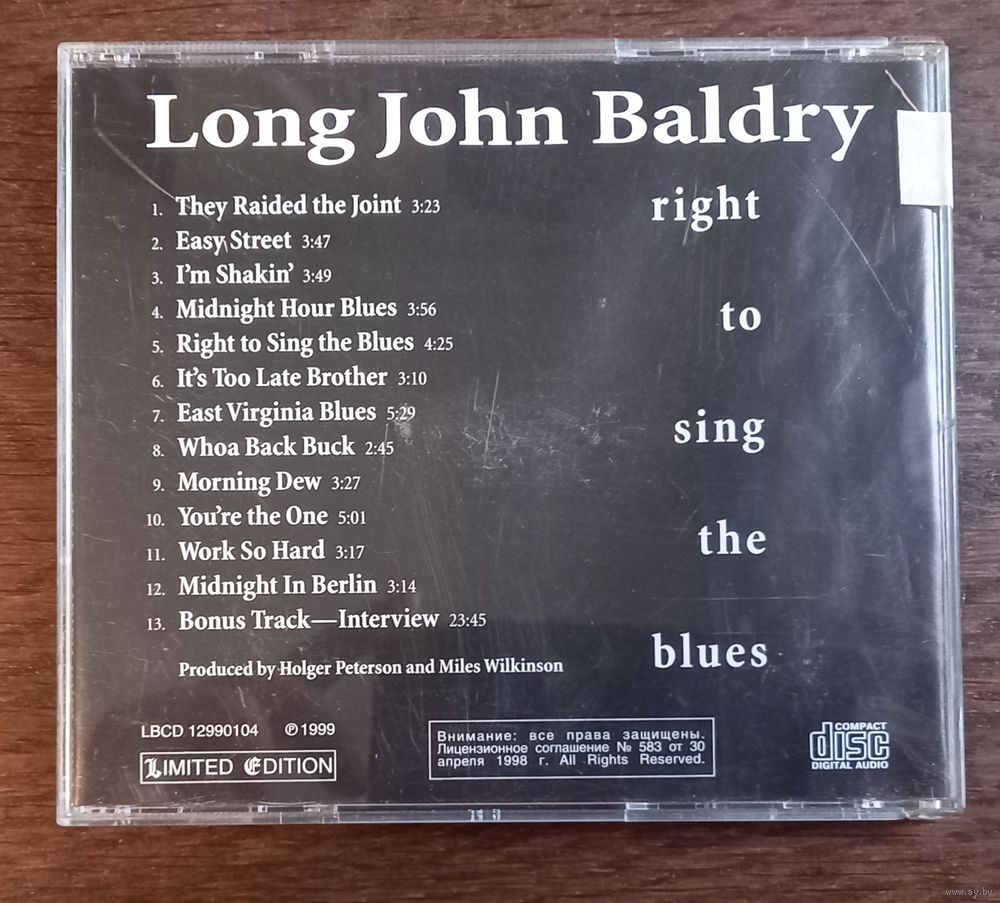 Long John Baldry
1. They Raided the Joint 3:23
2. Easy Street 3:47
3. I'm Shakin' 3:49
4. Midnight Hour Blues 3:56
5. Right to Sing the Blues 4:25
6. It's Too Late Brother 3:10
7. East Virginia Blues 5:29
8. Whoa Back Buck 2:45
9. Morning Dew 3:27
10. You're the One 5:01
11. Work So Hard 3:17
12. Midnight In Berlin 3:14
13. Bonus Track—Interview 23:45
Produced by Holger Peterson and Miles Wilkinson
right
to
sing
the
blues
LBCD 12990104 ℗ 1999
LIMITED EDITION
Внимание: все права защищены.
Лицензионное соглашение № 583 от 30
апреля 1998 г. All Rights Reserved.
COMPACT
disc
DIGITAL AUDIO
www.ay.by